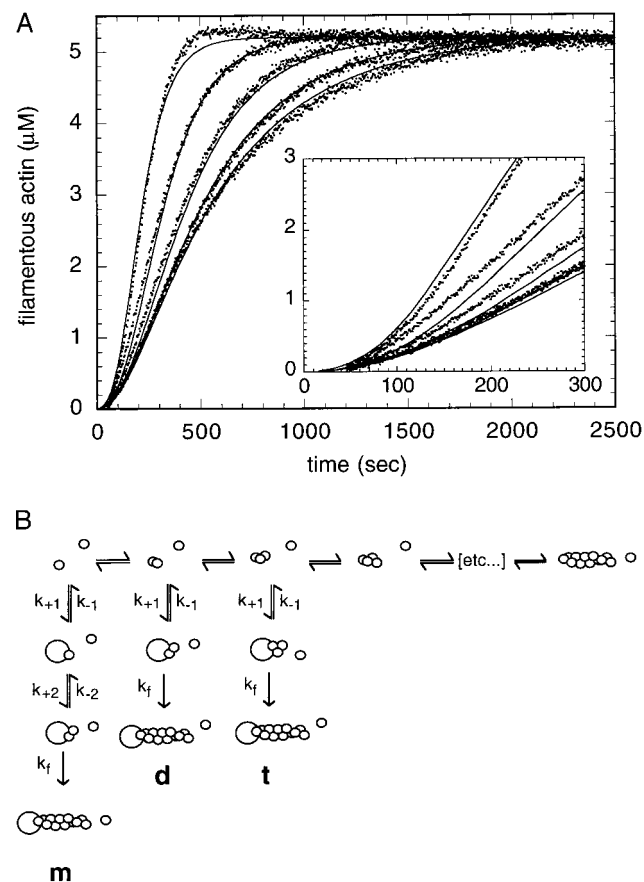 A
filamentous actin (μM)
5
4
3
2
1
0
0 500 1000 1500 2000 2500
time (sec)
3
2
1
0
0 100 200 300
B
[etc...]
k+1 k-1 k+1 k-1 k+1 k-1
k+2 k-2 kf kf
kf d t
m